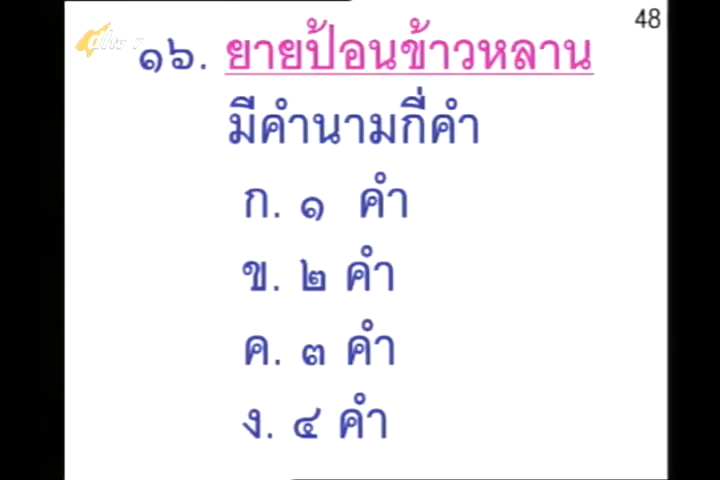 48
๑๖. ยายป้อนข้าวหลาน
มีคำนามกี่คำ
ก. ๑ คำ
ข. ๒ คำ
ค. ๓ คำ
ง. ๔ คำ